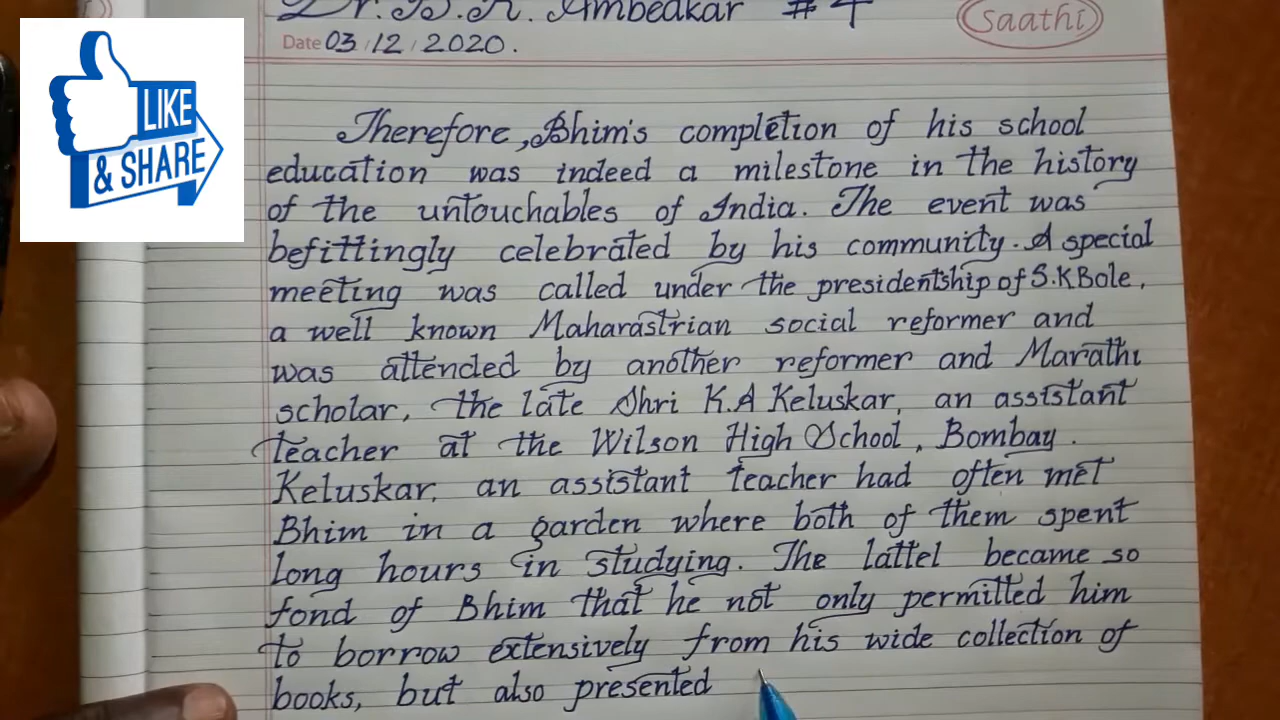 Dr. B. R. Ambedkar #4
Saathi
Date 03/12/2020.
LIKE
& SHARE
Therefore, Bhim's completion of his school
education was indeed a milestone in the history
of the untouchables of India. The event was
befittingly celebrated by his community. A special
meeting was called under the presidentship of S.K Bole,
a well known Maharastrian social reformer and
was attended by another reformer and Marathi
scholar, the late Shri K.A Keluskar, an assistant
teacher at the Wilson High School, Bombay.
Keluskar, an assistant teacher had often met
Bhim in a garden where both of them spent
long hours in studying. The lattel became so
fond of Bhim that he not only permitted him
to borrow extensively from his wide collection of
books, but also presented